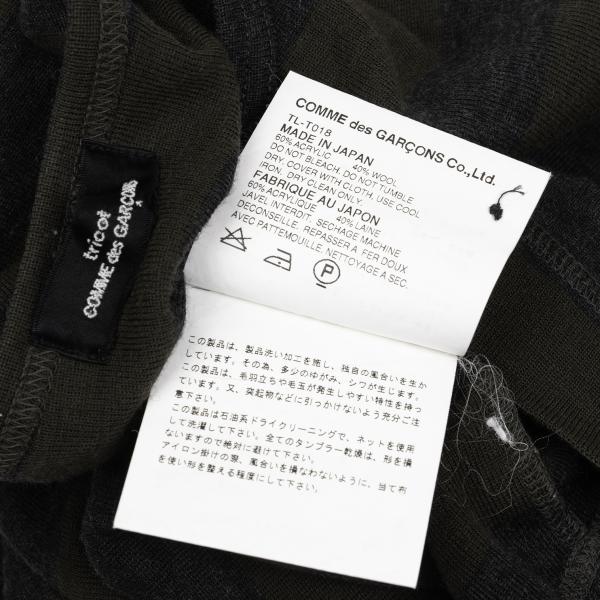 tricot
COMME des GARÇONS
COMME des GARÇONS Co.,Ltd.
TL-T018
MADE IN JAPAN
60% ACRYLIC 40% WOOL
DO NOT BLEACH. DO NOT TUMBLE
DRY. COVER WITH CLOTH, USE COOL
IRON. DRY CLEAN ONLY.
FABRIQUE AU JAPON
60% ACRYLIQUE 40% LAINE
JAVEL INTERDIT. SECHAGE MACHINE
DECONSEILLE. REPASSER A FER DOUX
AVEC PATTEMOUILLE. NETTOYAGE A SEC.
P
この製品は、製品洗い加工を施し、独自の風合いを生か
しています。その為、多少のゆがみ、シワが生じます。
この製品は、毛羽立ちや毛玉が発生しやすい特性を持っ
ています。又、突起物などに引っかけないよう充分ご注
意下さい。
この製品は石油系ドライクリーニングで、ネットを使用
して洗濯して下さい。全てのタンブラー乾燥は、形を損
ないますので絶対に避けて下さい。
アイロン掛けの際、風合いを損なわないように、当て布
を使い形を整える程度にして下さい。